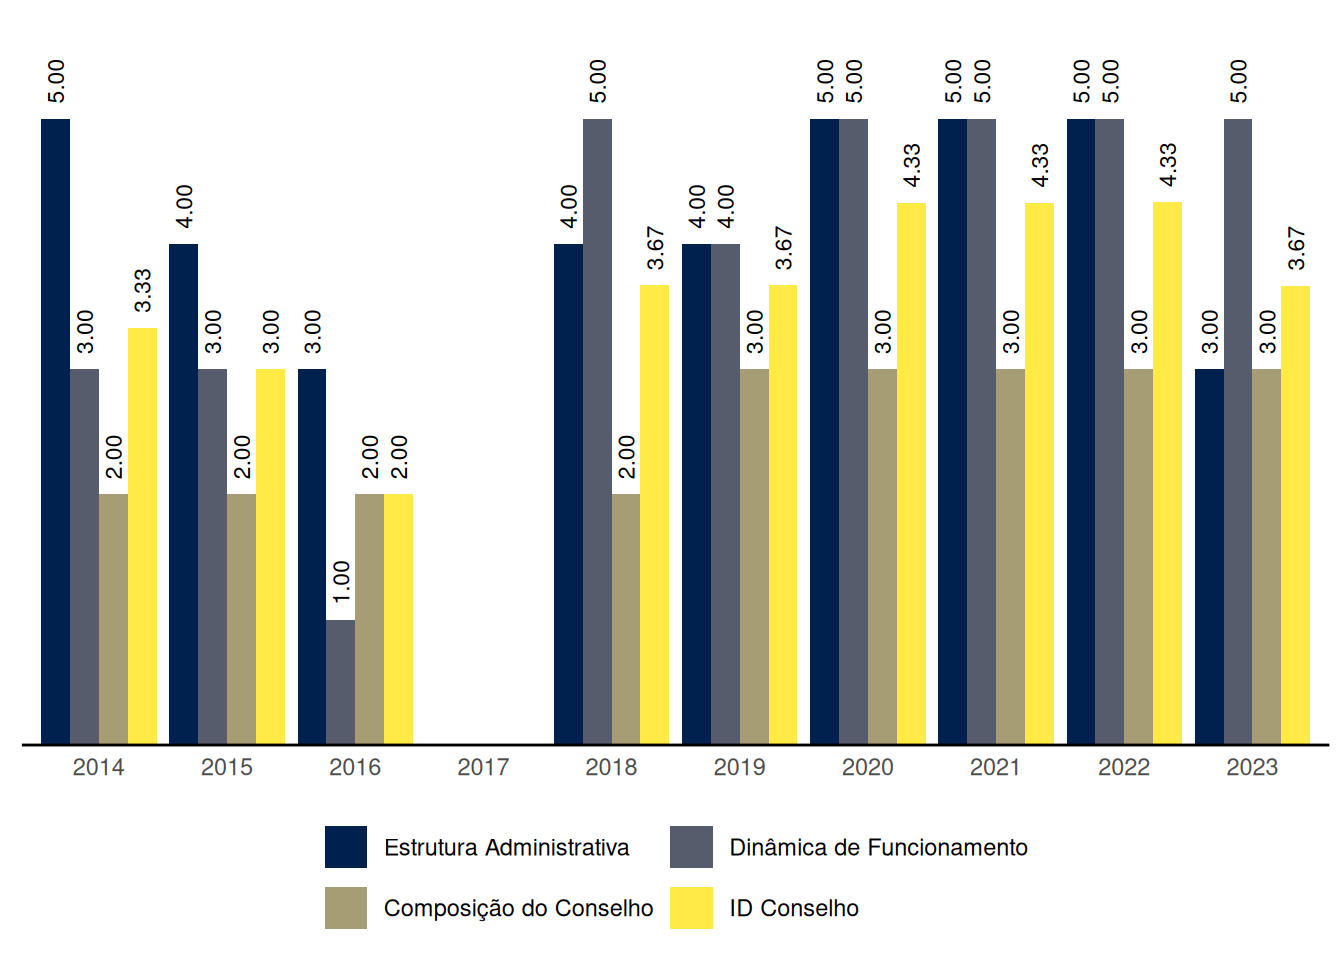 5.00 3.00 2.00 3.33 4.00 3.00 2.00 3.00 3.00 1.00 2.00 2.00 4.00 5.00 2.00 3.67 4.00 4.00 3.00 3.67 5.00 5.00 3.00 4.33 5.00 5.00 3.00 4.33 5.00 5.00 3.00 4.33 3.00 5.00 3.00 3.67
2014 2015 2016 2017 2018 2019 2020 2021 2022 2023
Estrutura Administrativa Dinâmica de Funcionamento
Composição do Conselho ID Conselho